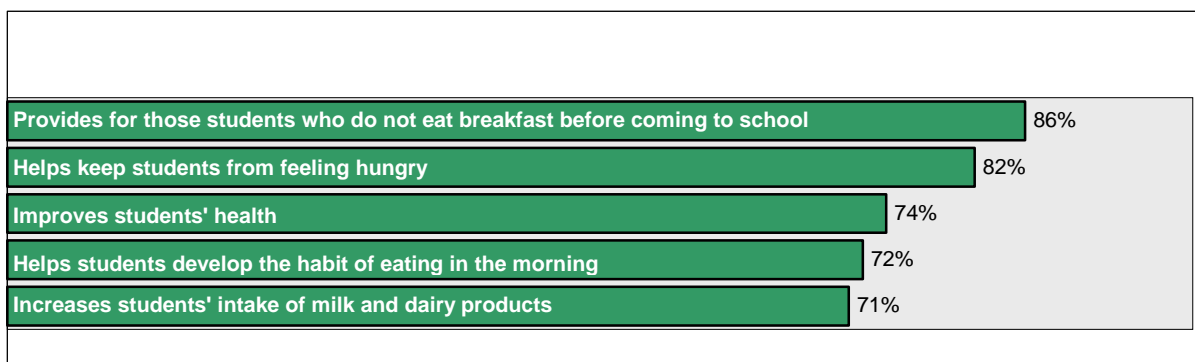 Provides for those students who do not eat breakfast before coming to school 86%
Helps keep students from feeling hungry 82%
Improves students' health 74%
Helps students develop the habit of eating in the morning 72%
Increases students' intake of milk and dairy products 71%